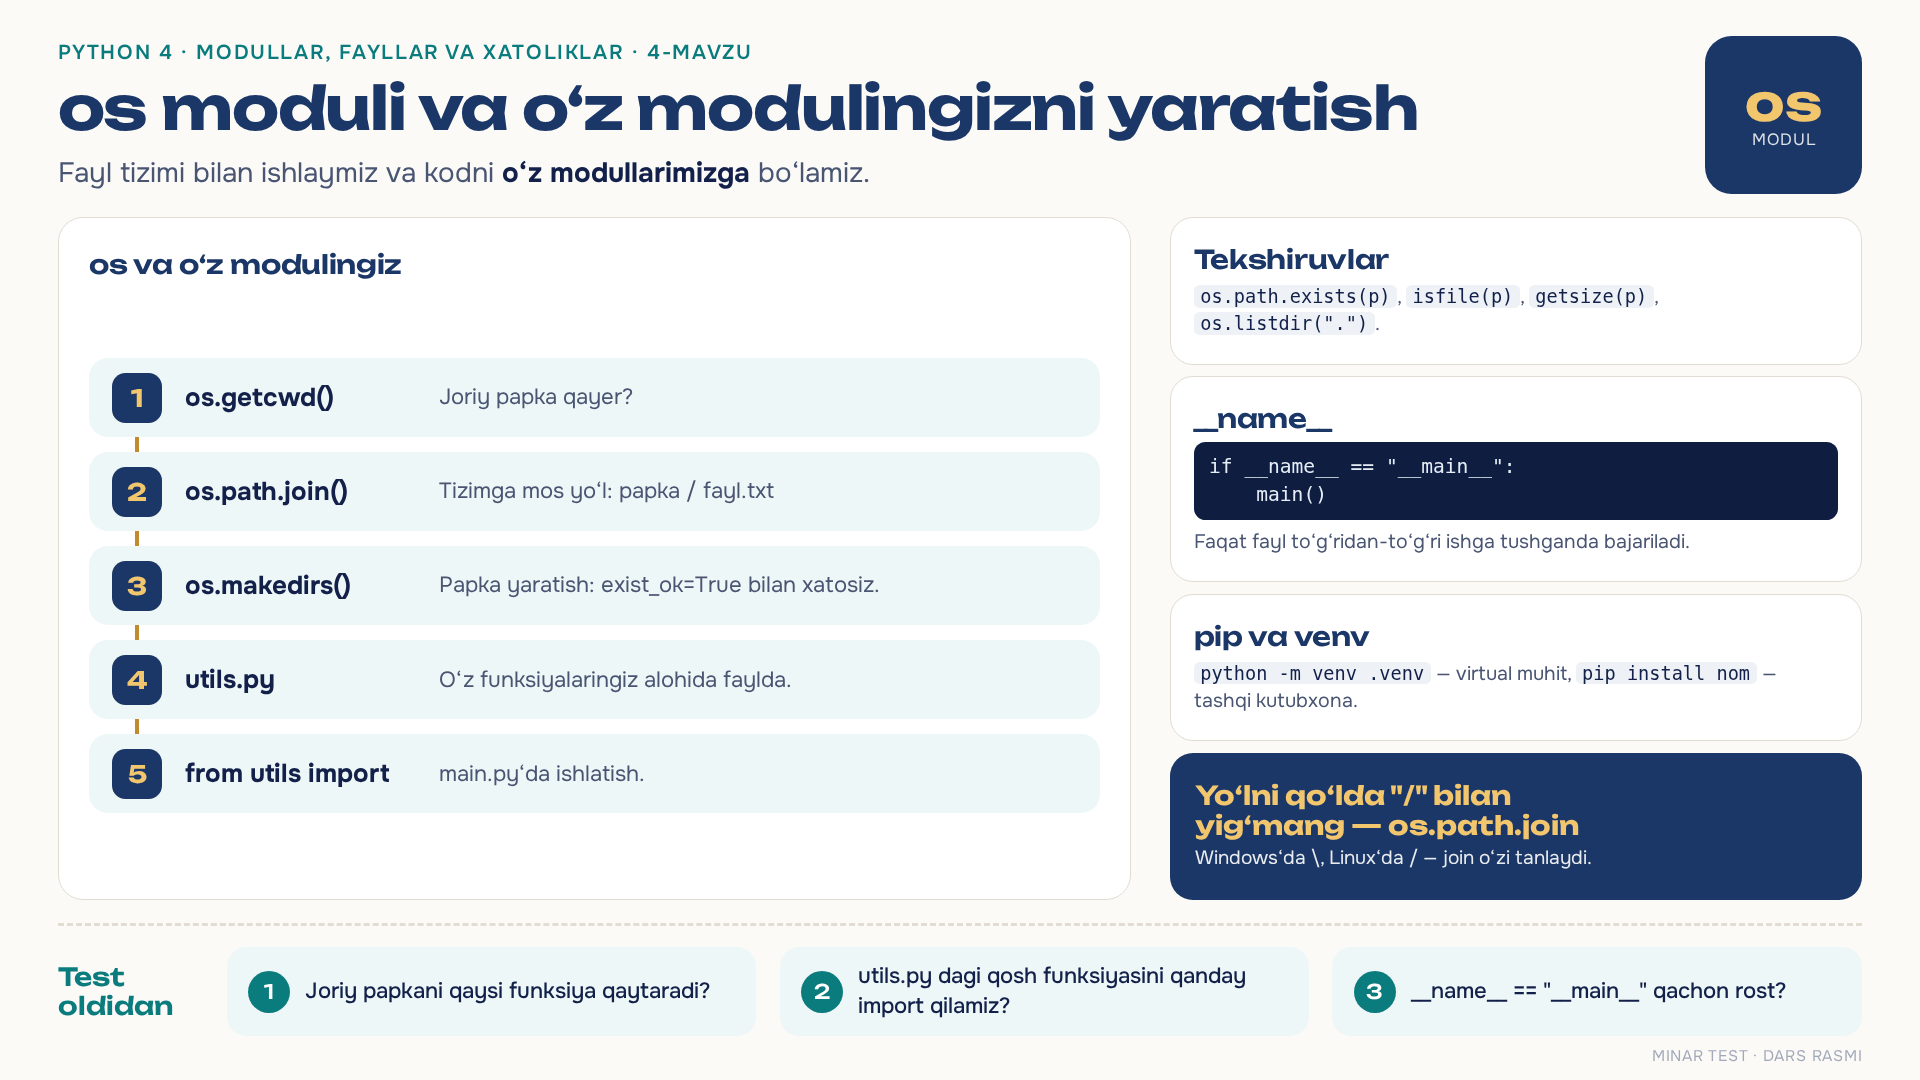 PYTHON 4 · MODULLAR, FAYLLAR VA XATOLIKLAR · 4-MAVZU
os moduli va o‘z modulingizni yaratish
Fayl tizimi bilan ishlaymiz va kodni o‘z modullarimizga bo‘lamiz.
os
MODUL
os va o‘z modulingiz
1 os.getcwd() Joriy papka qayer?
2 os.path.join() Tizimga mos yo‘l: papka / fayl.txt
3 os.makedirs() Papka yaratish: exist_ok=True bilan xatosiz.
4 utils.py O‘z funksiyalaringiz alohida faylda.
5 from utils import main.py‘da ishlatish.
Tekshiruvlar
os.path.exists(p), isfile(p), getsize(p),
os.listdir(".").
__name__
if __name__ == "__main__":
    main()
Faqat fayl to‘g‘ridan-to‘g‘ri ishga tushganda bajariladi.
pip va venv
python -m venv .venv — virtual muhit, pip install nom —
tashqi kutubxona.
Yo‘lni qo‘lda "/" bilan
yig‘mang — os.path.join
Windows‘da \, Linux‘da / — join o‘zi tanlaydi.
Test
oldidan
1 Joriy papkani qaysi funksiya qaytaradi?
2 utils.py dagi qosh funksiyasini qanday
import qilamiz?
3 __name__ == "__main__" qachon rost?
MINAR TEST · DARS RASMI